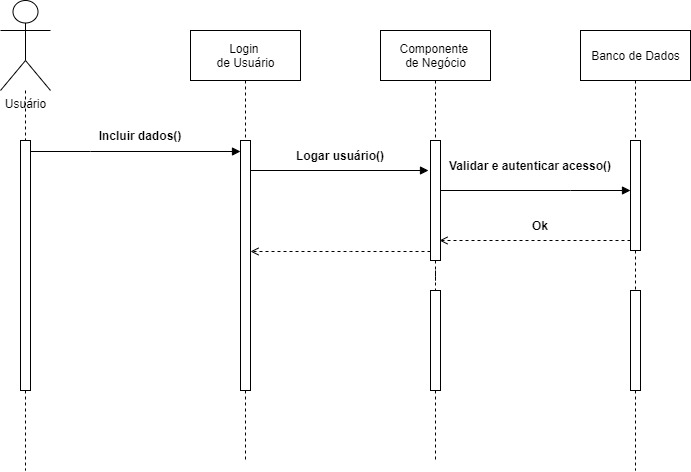 Login
de Usuário
Componente
de Negócio
Banco de Dados
Usuário
Incluir dados()
Logar usuário()
Validar e autenticar acesso()
Ok